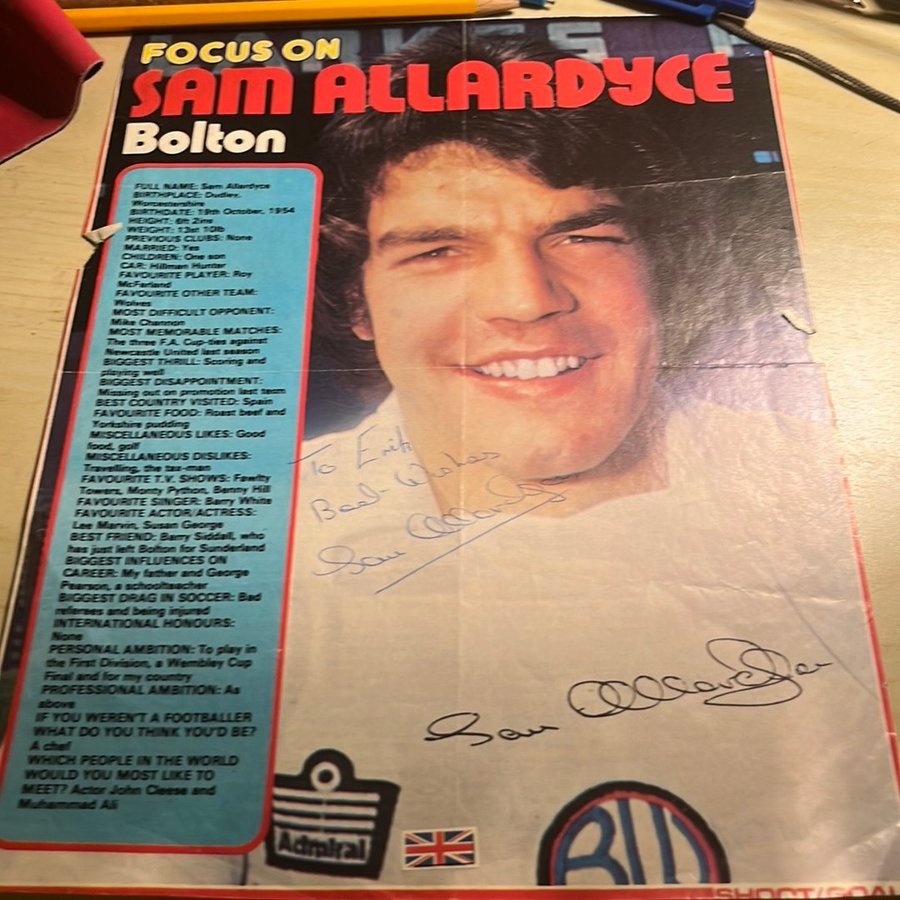 FOCUS ON
SAM ALLARDYCE
Bolton
FULL NAME: Sam Allardyce
BIRTHPLACE: Dudley,
Worcestershire
BIRTHDATE: 19th October, 1954
HEIGHT: 6ft 2ins
WEIGHT: 13st 10lb
PREVIOUS CLUBS: None
MARRIED: Yes
CHILDREN: One son
CAR: Hillman Hunter
FAVOURITE PLAYER: Roy
McFarland
FAVOURITE OTHER TEAM:
Wolves
MOST DIFFICULT OPPONENT:
Mike Channon
MOST MEMORABLE MATCHES:
The three F.A. Cup-ties against
Newcastle United last season
BIGGEST THRILL: Scoring and
playing well
BIGGEST DISAPPOINTMENT:
Missing out on promotion last term
BEST COUNTRY VISITED: Spain
FAVOURITE FOOD: Roast beef and
Yorkshire pudding
MISCELLANEOUS LIKES: Good
food, golf
MISCELLANEOUS DISLIKES:
Travelling, the tax-man
FAVOURITE T.V. SHOWS: Fawlty
Towers, Monty Python, Benny Hill
FAVOURITE SINGER: Barry White
FAVOURITE ACTOR/ACTRESS:
Lee Marvin, Susan George
BEST FRIEND: Barry Siddall, who
has just left Bolton for Sunderland
BIGGEST INFLUENCES ON
CAREER: My father and George
Pearson, a schoolteacher
BIGGEST DRAG IN SOCCER: Bad
referees and being injured
INTERNATIONAL HONOURS:
None
PERSONAL AMBITION: To play in
the First Division, a Wembley Cup
Final and for my country
PROFESSIONAL AMBITION: As
above
IF YOU WEREN'T A FOOTBALLER
WHAT DO YOU THINK YOU'D BE?
A chef
WHICH PEOPLE IN THE WORLD
WOULD YOU MOST LIKE TO
MEET? Actor John Cleese and
Muhammad Ali
To Erik
Best Wishes
Sam Allardyce
Sam Allardyce
Admiral
BW
SHOOT/GOAL